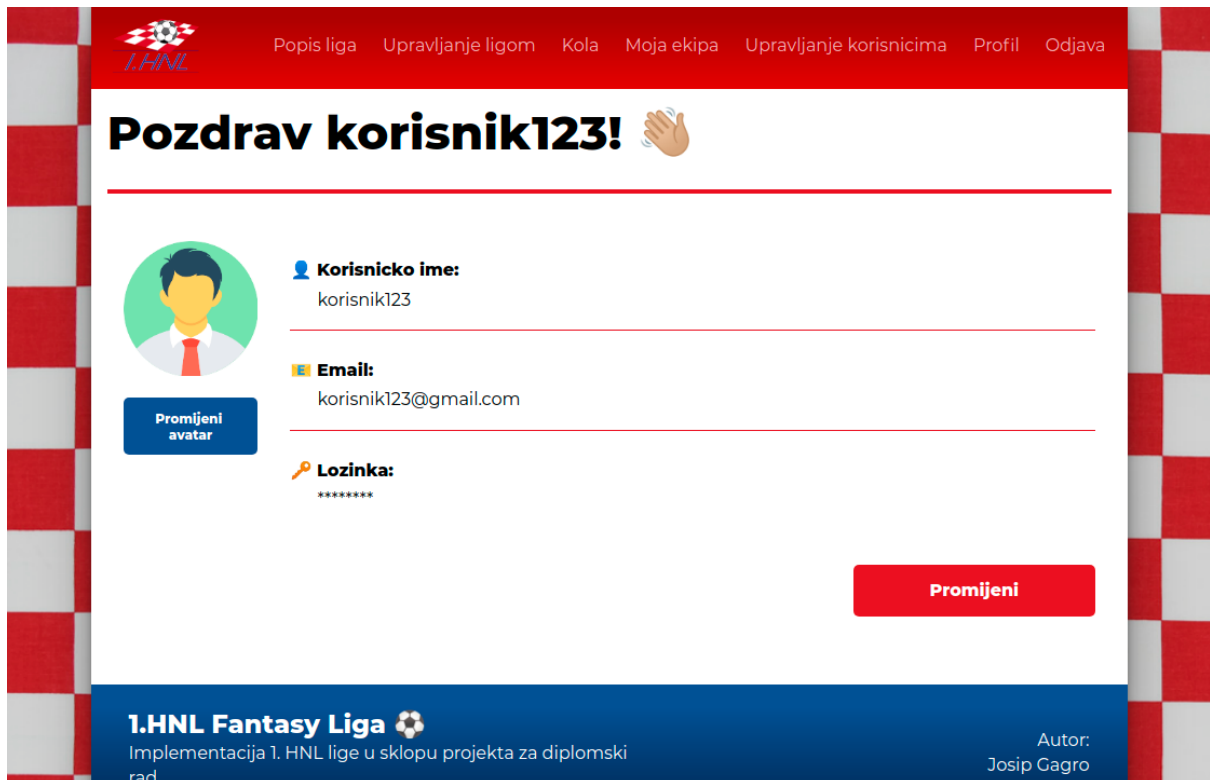 1.HNL
Popis liga Upravljanje ligom Kola Moja ekipa Upravljanje korisnicima Profil Odjava
Pozdrav korisnik123! 👋🏼
👤 Korisnicko ime:
korisnik123
📧 Email:
korisnik123@gmail.com
Promijeni
avatar
🔑 Lozinka:
********
Promijeni
1.HNL Fantasy Liga ⚽
Implementacija 1. HNL lige u sklopu projekta za diplomski
rad
Autor:
Josip Gagro